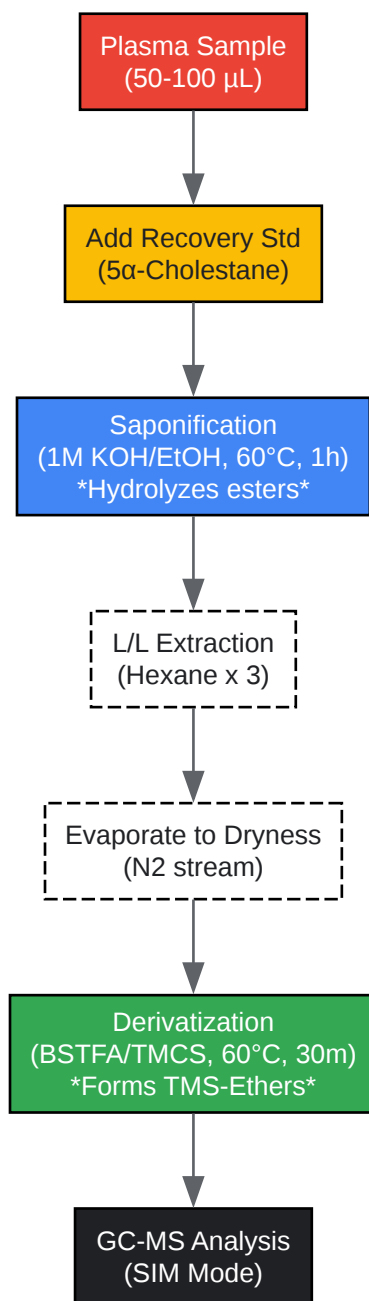 Plasma Sample
(50-100 µL)
Add Recovery Std
(5α-Cholestane)
Saponification
(1M KOH/EtOH, 60°C, 1h)
*Hydrolyzes esters*
L/L Extraction
(Hexane x 3)
Evaporate to Dryness
(N2 stream)
Derivatization
(BSTFA/TMCS, 60°C, 30m)
*Forms TMS-Ethers*
GC-MS Analysis
(SIM Mode)